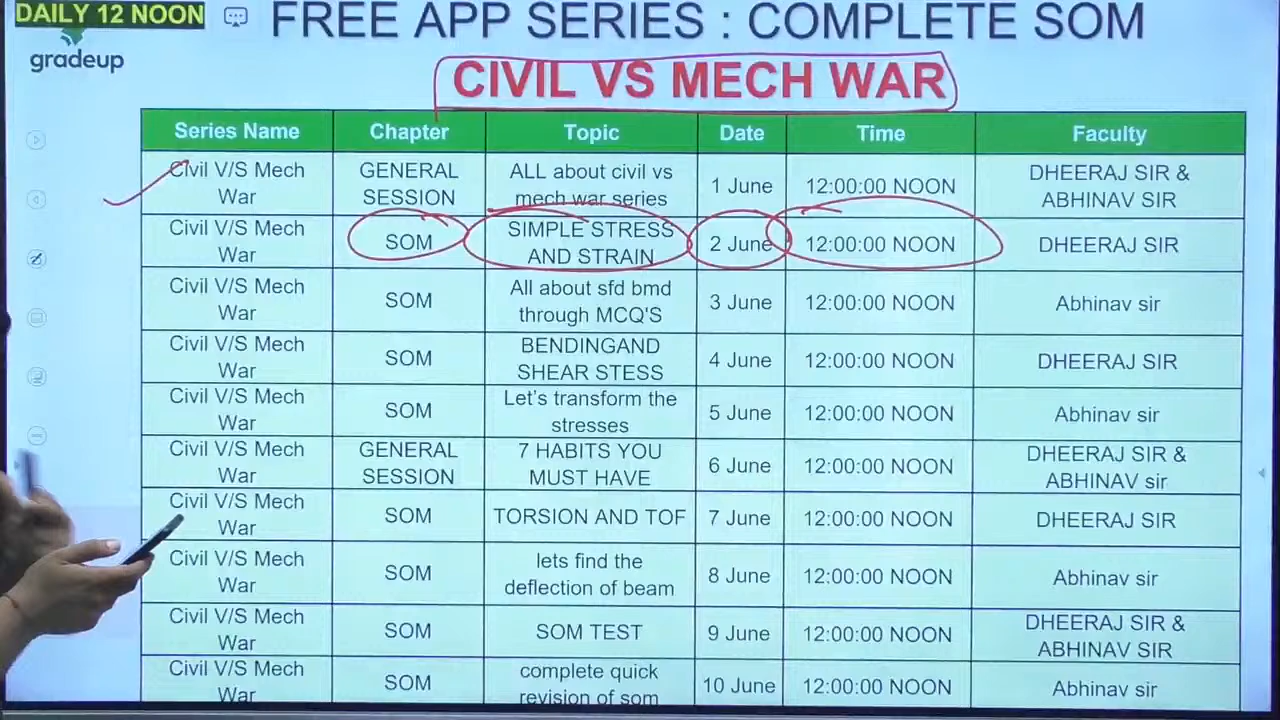 DAILY 12 NOON
FREE APP SERIES : COMPLETE SOM
gradeup
CIVIL VS MECH WAR
Series Name Chapter Topic Date Time Faculty
Civil V/S Mech War GENERAL SESSION ALL about civil vs mech war series 1 June 12:00:00 NOON DHEERAJ SIR & ABHINAV SIR
Civil V/S Mech War SOM SIMPLE STRESS AND STRAIN 2 June 12:00:00 NOON DHEERAJ SIR
Civil V/S Mech War SOM All about sfd bmd through MCQ'S 3 June 12:00:00 NOON Abhinav sir
Civil V/S Mech War SOM BENDINGAND SHEAR STESS 4 June 12:00:00 NOON DHEERAJ SIR
Civil V/S Mech War SOM Let's transform the stresses 5 June 12:00:00 NOON Abhinav sir
Civil V/S Mech War GENERAL SESSION 7 HABITS YOU MUST HAVE 6 June 12:00:00 NOON DHEERAJ SIR & ABHINAV sir
Civil V/S Mech War SOM TORSION AND TOF 7 June 12:00:00 NOON DHEERAJ SIR
Civil V/S Mech War SOM lets find the deflection of beam 8 June 12:00:00 NOON Abhinav sir
Civil V/S Mech War SOM SOM TEST 9 June 12:00:00 NOON DHEERAJ SIR & ABHINAV SIR
Civil V/S Mech War SOM complete quick revision of som 10 June 12:00:00 NOON Abhinav sir